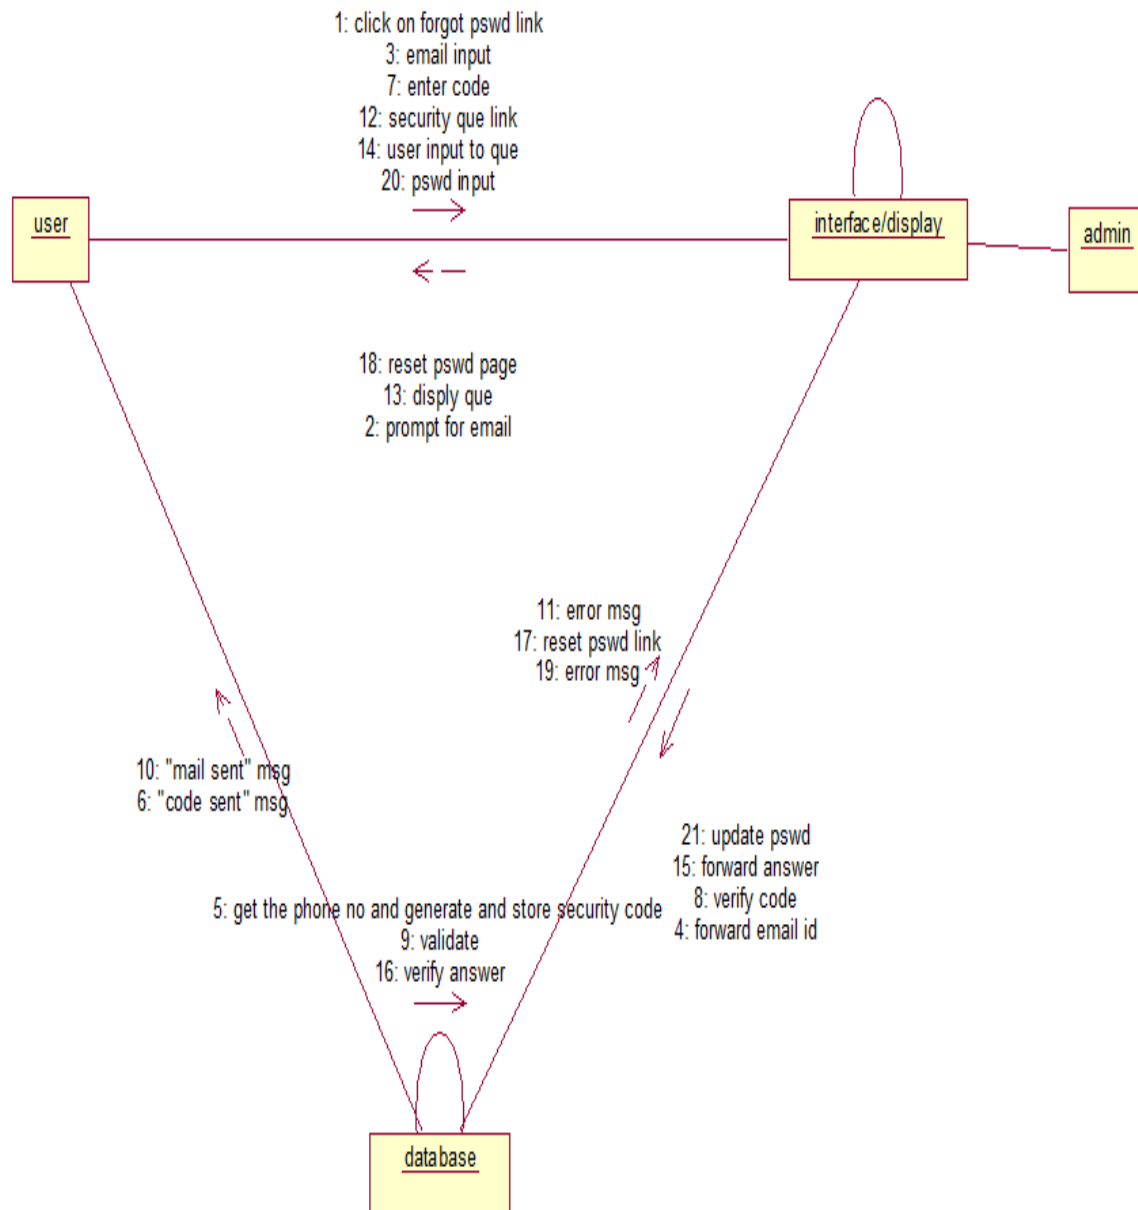 1: click on forgot pswd link
3: email input
7: enter code
12: security que link
14: user input to que
20: pswd input
user
interface/display
admin
18: reset pswd page
13: disply que
2: prompt for email
11: error msg
17: reset pswd link
19: error msg
10: "mail sent" msg
6: "code sent" msg
21: update pswd
15: forward answer
8: verify code
4: forward email id
5: get the phone no and generate and store security code
9: validate
16: verify answer
database